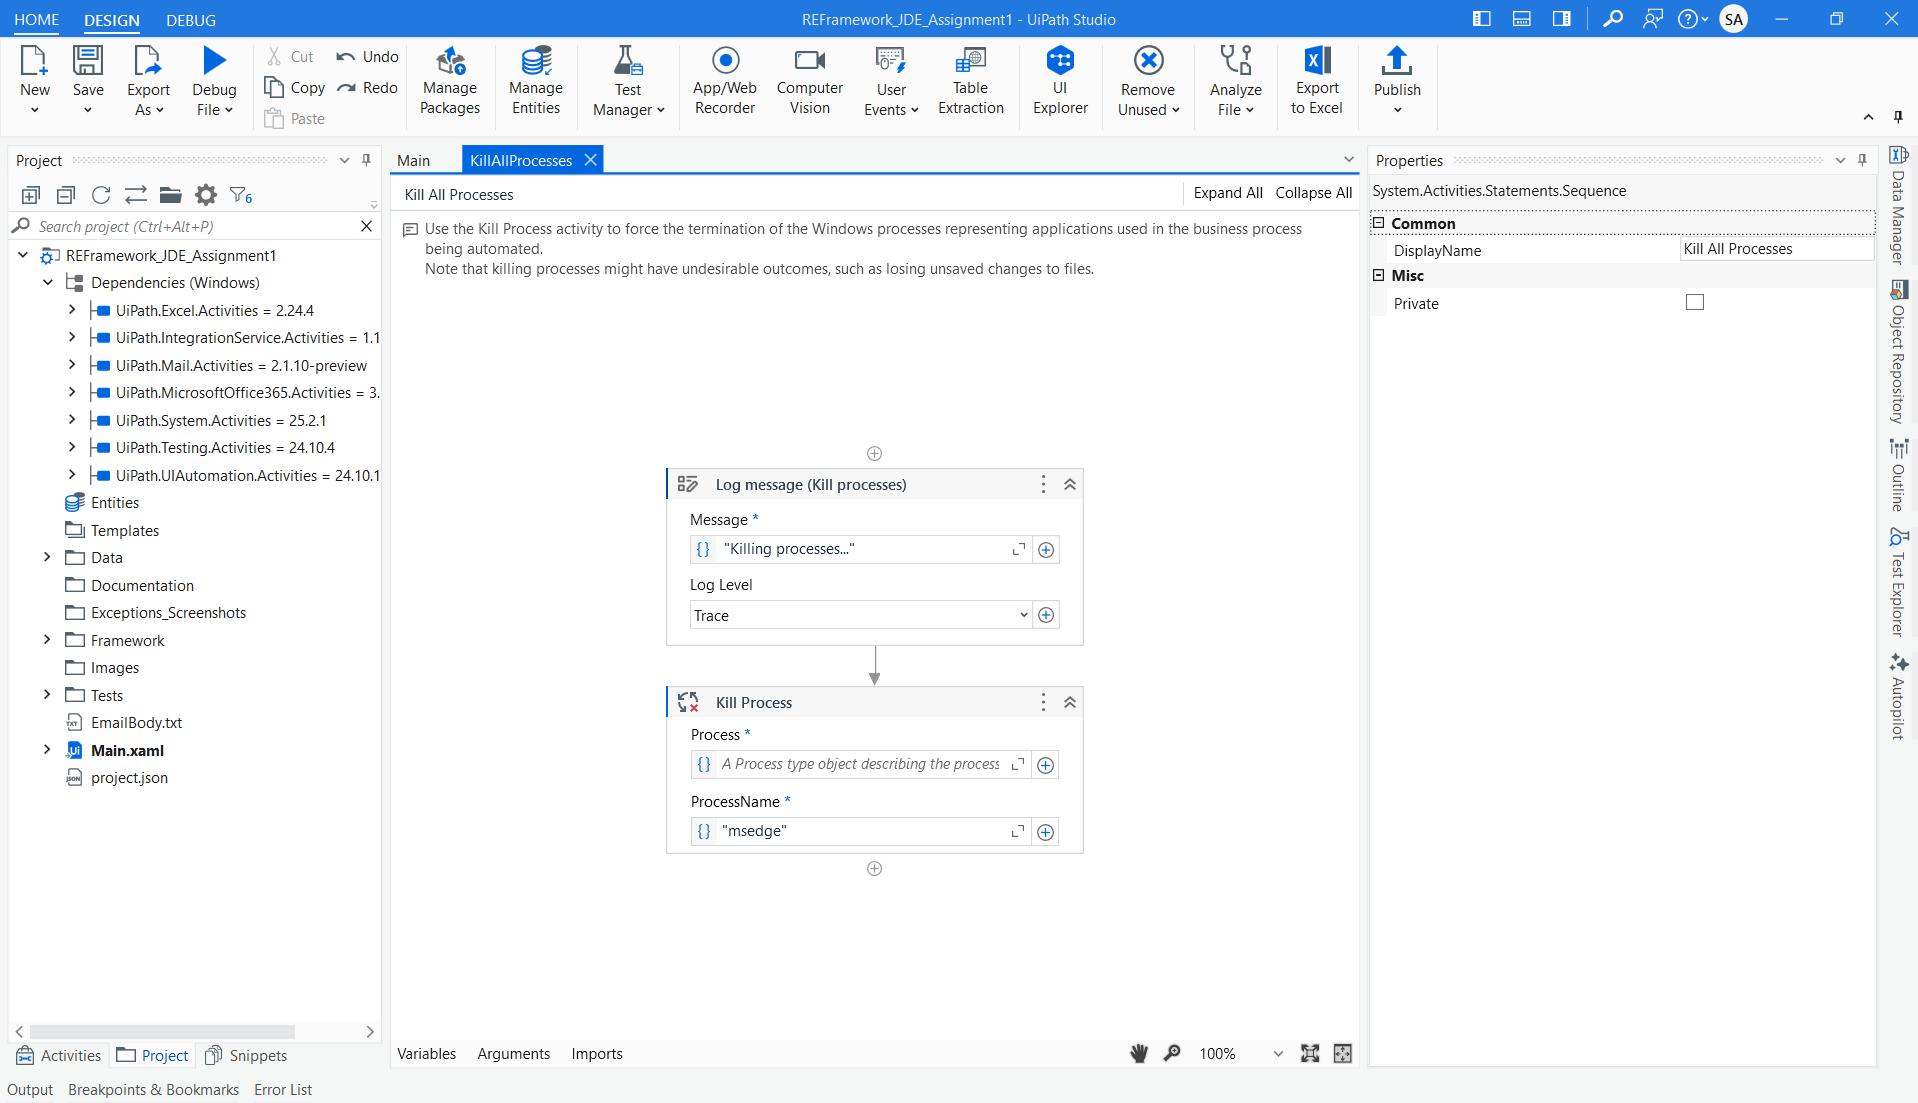 HOME DESIGN DEBUG REFramework_JDE_Assignment1 - UiPath Studio SA
New Save Export As Debug File
Cut Copy Paste Undo Redo
Manage Packages
Manage Entities
Test Manager
App/Web Recorder
Computer Vision
User Events
Table Extraction
UI Explorer
Remove Unused
Analyze File
Export to Excel
Publish
Project
6
Search project (Ctrl+Alt+P)
REFramework_JDE_Assignment1
Dependencies (Windows)
UiPath.Excel.Activities = 2.24.4
UiPath.IntegrationService.Activities = 1.1
UiPath.Mail.Activities = 2.1.10-preview
UiPath.MicrosoftOffice365.Activities = 3.
UiPath.System.Activities = 25.2.1
UiPath.Testing.Activities = 24.10.4
UiPath.UIAutomation.Activities = 24.10.1
Entities
Templates
Data
Documentation
Exceptions_Screenshots
Framework
Images
Tests
TXT EmailBody.txt
Ui Main.xaml
JSON project.json
Activities Project Snippets
Output Breakpoints & Bookmarks Error List
Main KillAllProcesses
Kill All Processes Expand All Collapse All
Use the Kill Process activity to force the termination of the Windows processes representing applications used in the business process
being automated.
Note that killing processes might have undesirable outcomes, such as losing unsaved changes to files.
Log message (Kill processes)
Message *
{} "Killing processes..."
Log Level
Trace
Kill Process
Process *
{} A Process type object describing the process
ProcessName *
{} "msedge"
Variables Arguments Imports 100%
Properties
System.Activities.Statements.Sequence
Common
DisplayName Kill All Processes
Misc
Private
Data Manager
Object Repository
Outline
Test Explorer
Autopilot